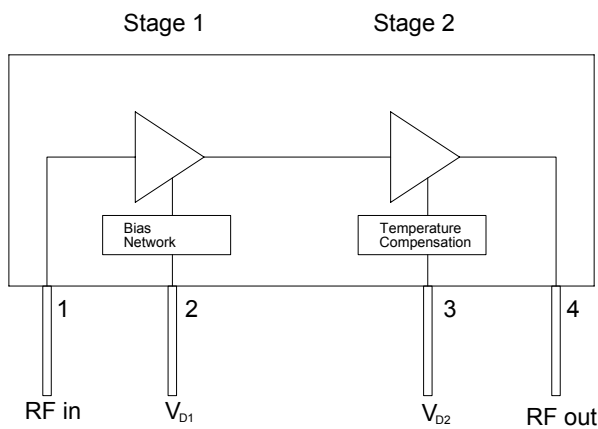 Stage 1
Stage 2
Bias
Network
Temperature
Compensation
1
2
3
4
RF in
VD1
VD2
RF out